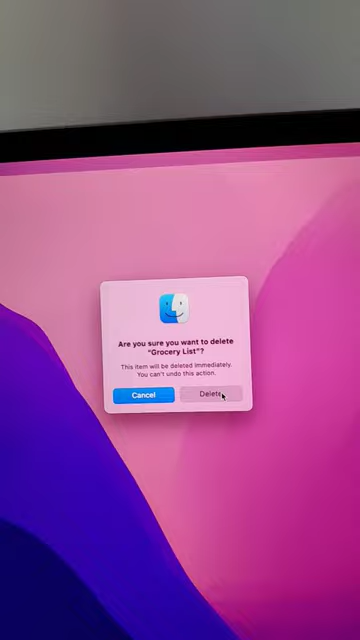 Are you sure you want to delete
“Grocery List”?
This item will be deleted immediately.
You can't undo this action.
Cancel
Delete